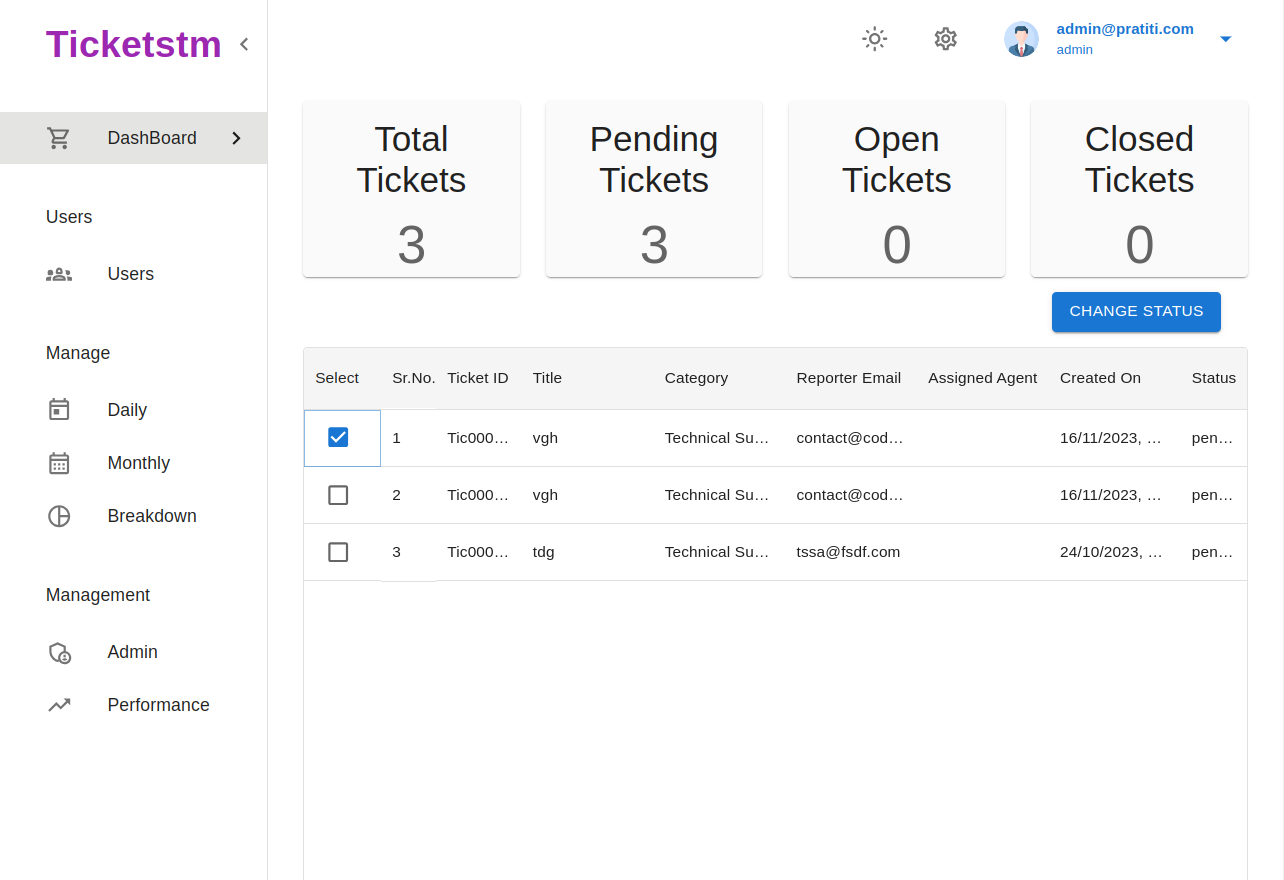 Ticketstm
admin@pratiti.com
admin
DashBoard
Users
Users
Manage
Daily
Monthly
Breakdown
Management
Admin
Performance
Total
Tickets
3
Pending
Tickets
3
Open
Tickets
0
Closed
Tickets
0
CHANGE STATUS
Select Sr.No. Ticket ID Title Category Reporter Email Assigned Agent Created On Status
1 Tic000… vgh Technical Su… contact@cod… 16/11/2023, … pen…
2 Tic000… vgh Technical Su… contact@cod… 16/11/2023, … pen…
3 Tic000… tdg Technical Su… tssa@fsdf.com 24/10/2023, … pen…